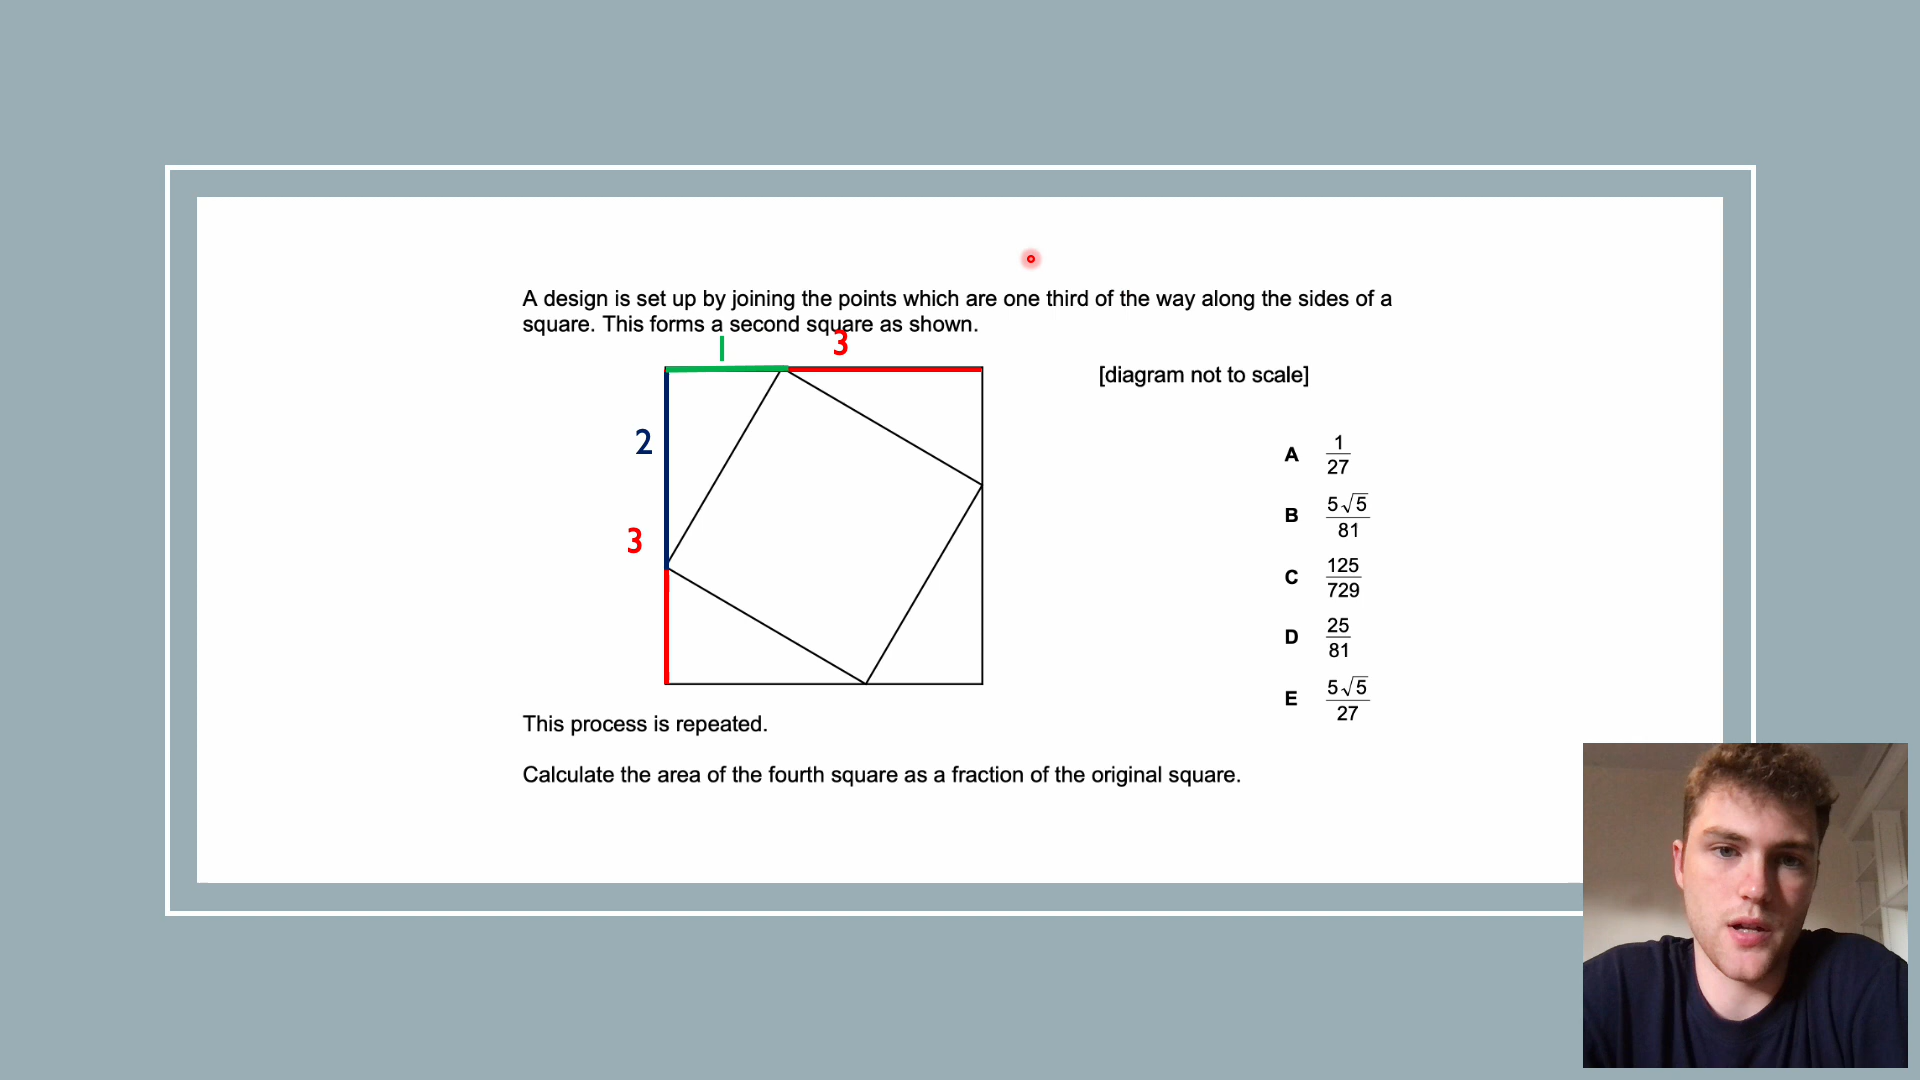 A design is set up by joining the points which are one third of the way along the sides of a
square. This forms a second square as shown.
1
3
[diagram not to scale]
2
3
A 1/27
B 5√5/81
C 125/729
D 25/81
E 5√5/27
This process is repeated.
Calculate the area of the fourth square as a fraction of the original square.